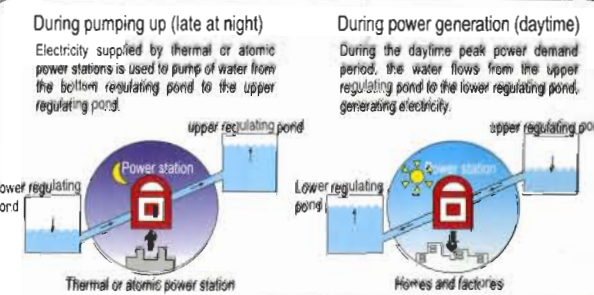 During pumping up (late at night)
Electricity supplied by thermal or atomic
power stations is used to pump of water from
the bottom regulating pond to the upper
pond.
upper regulating pond
Power station
regulating
Thermal or atomic power station
During power generation (daytime)
During the daytime peak power demand
period, the water flows from the upper
regulating pond to the lower regulating pond,
generating electricity.
upper regulating
Power station
Lower regulating
pond
Homes and factories